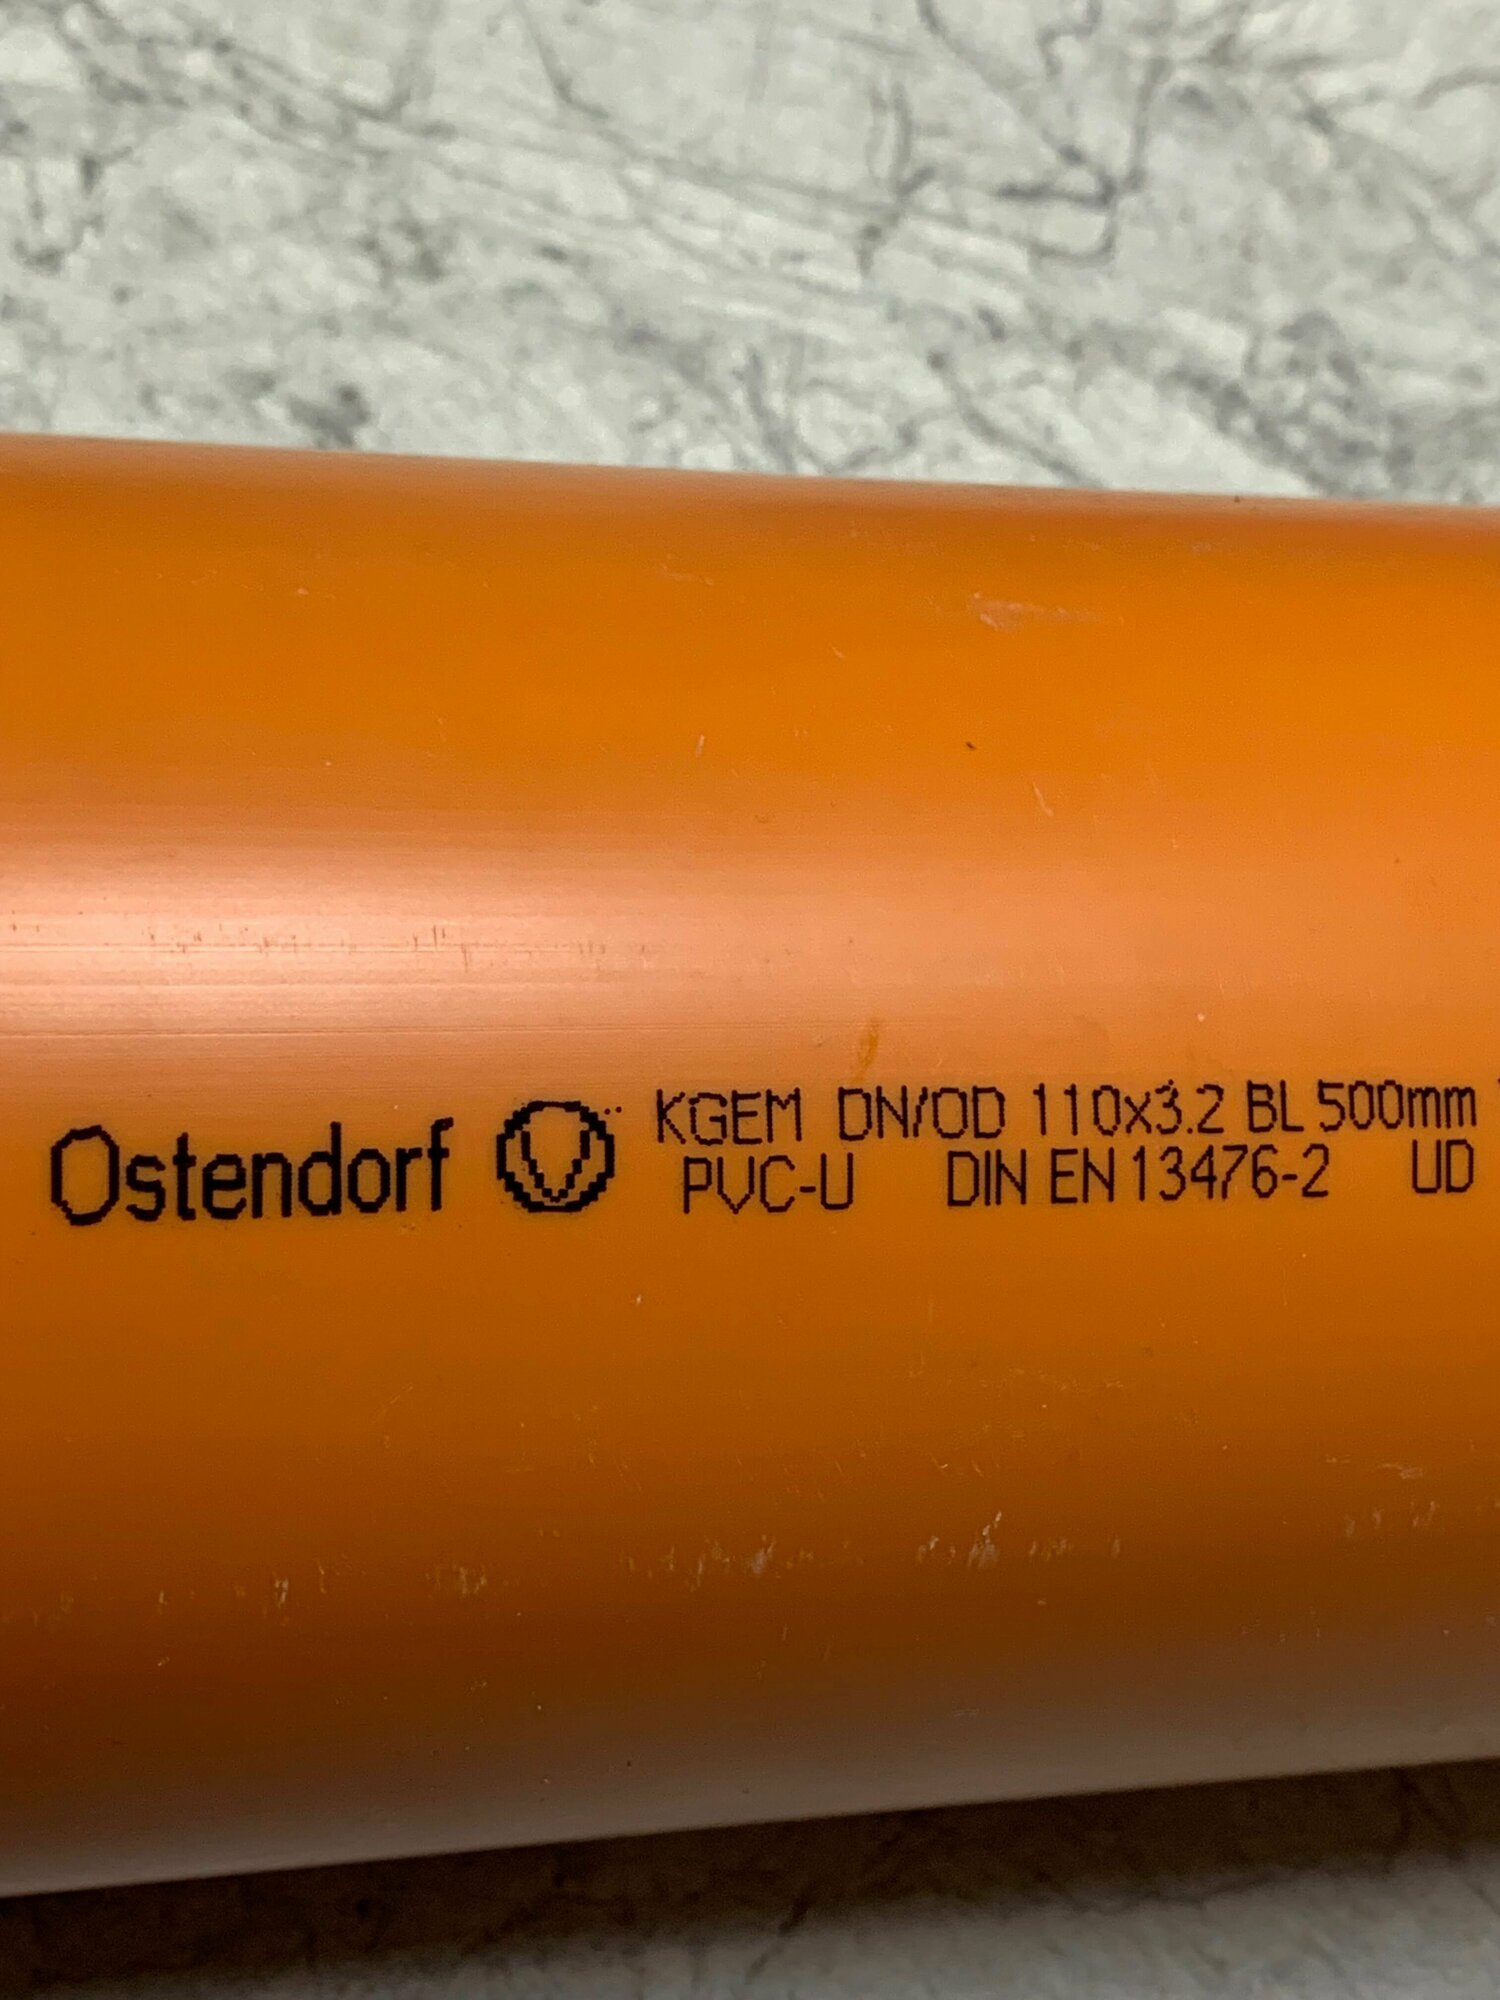 Ostendorf
KGEM DN/OD 110x3.2 BL 500mm
PVC-U DIN EN 13476-2 UD